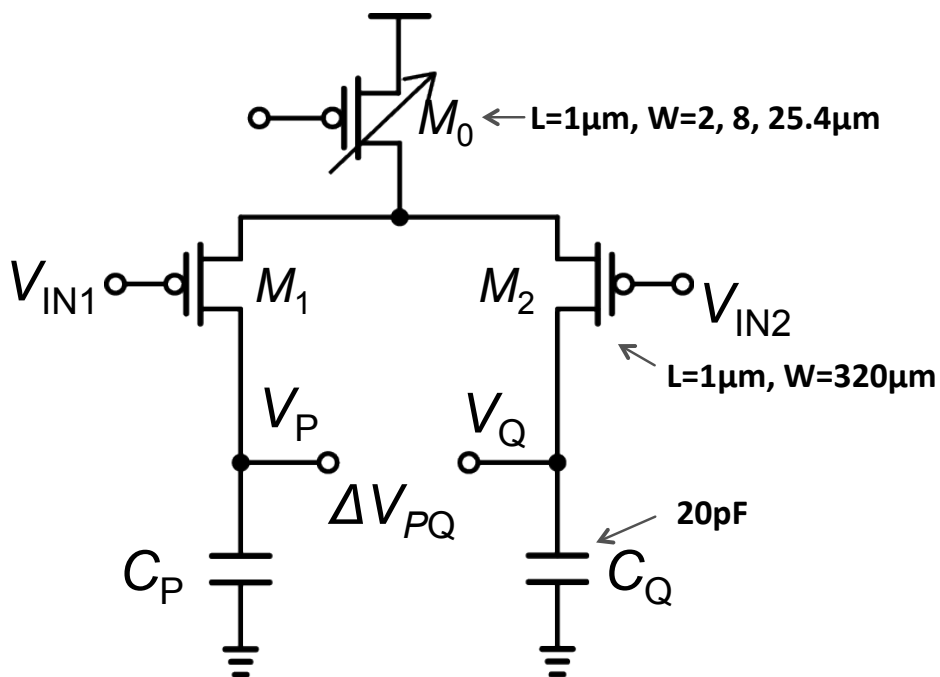 M0
L=1μm, W=2, 8, 25.4μm
VIN1
M1
M2
VIN2
L=1μm, W=320μm
VP
VQ
ΔVPQ
20pF
CP
CQ